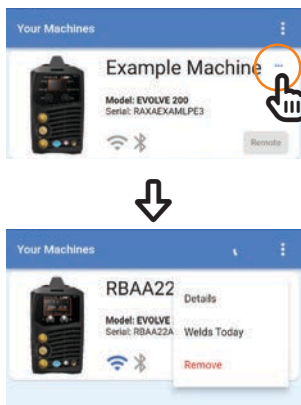 Your Machines
Example Machine
Model: EVOLVE 200
Serial: RAXAEXAMLPE3
Remote
Your Machines
RBAA22
Details
Model: EVOLVE
Serial: RBAA22A
Welds Today
Remove